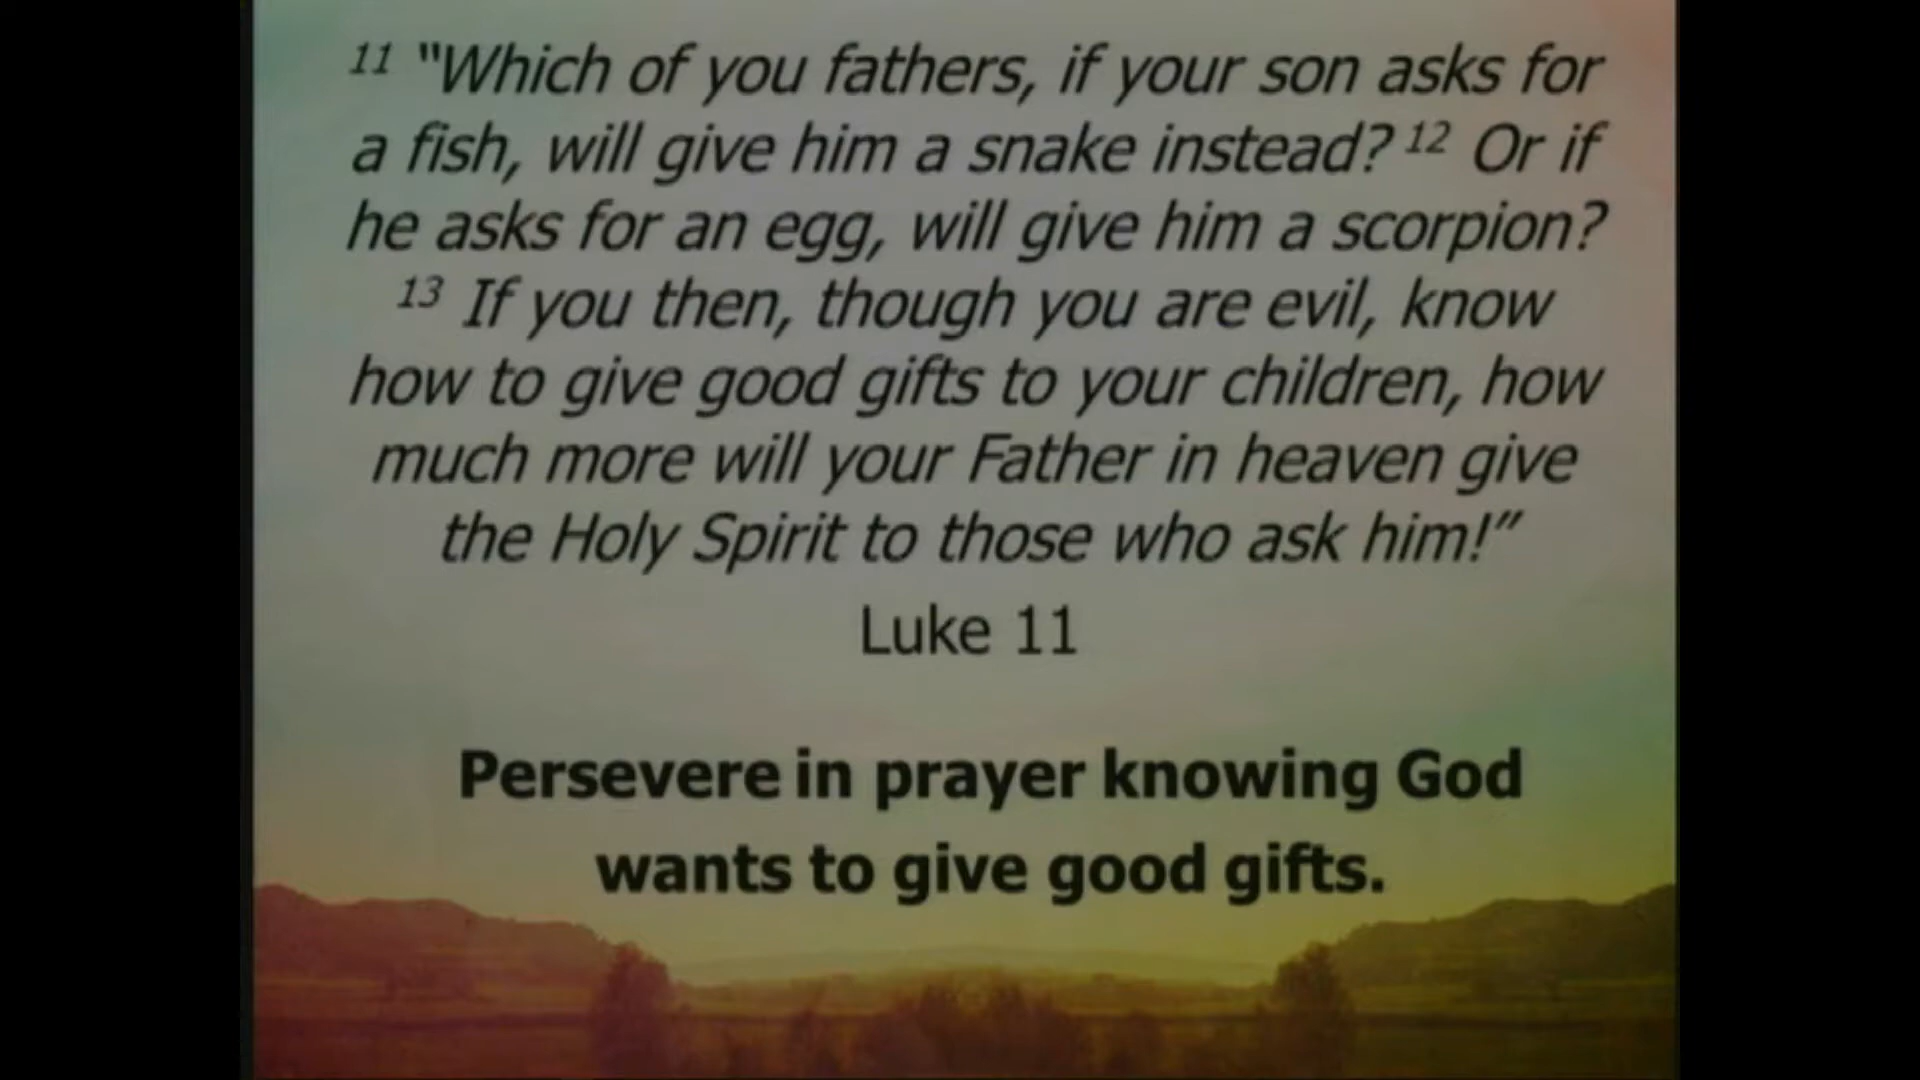 11 "Which of you fathers, if your son asks for
a fish, will give him a snake instead? 12 Or if
he asks for an egg, will give him a scorpion?
13 If you then, though you are evil, know
how to give good gifts to your children, how
much more will your Father in heaven give
the Holy Spirit to those who ask him!”
Luke 11
Persevere in prayer knowing God
wants to give good gifts.